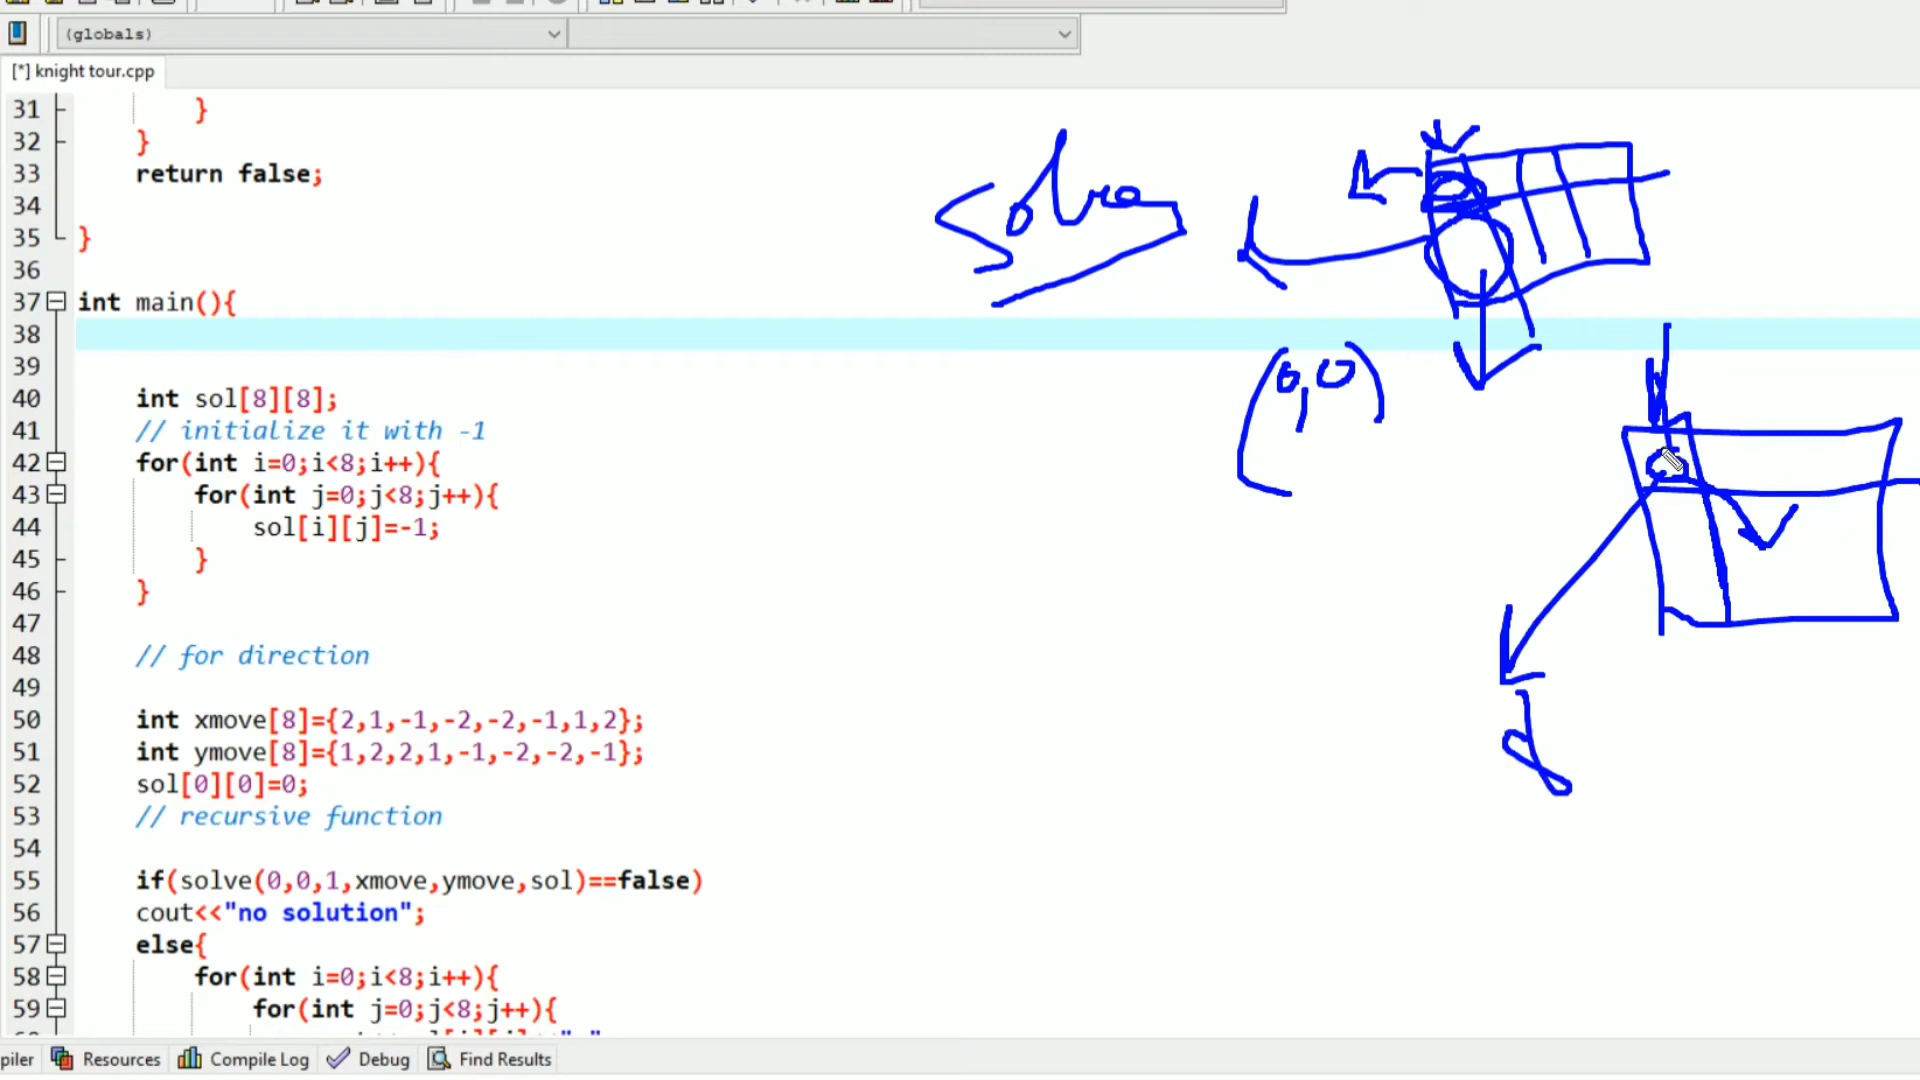 (globals)
[*] knight tour.cpp
31 }
32 }
33 return false;
34
35 }
36
37 int main(){
38
39
40 int sol[8][8];
41 // initialize it with -1
42 for(int i=0;i<8;i++){
43 for(int j=0;j<8;j++){
44 sol[i][j]=-1;
45 }
46 }
47
48 // for direction
49
50 int xmove[8]={2,1,-1,-2,-2,-1,1,2};
51 int ymove[8]={1,2,2,1,-1,-2,-2,-1};
52 sol[0][0]=0;
53 // recursive function
54
55 if(solve(0,0,1,xmove,ymove,sol)==false)
56 cout<<"no solution";
57 else{
58 for(int i=0;i<8;i++){
59 for(int j=0;j<8;j++){
(0,0)
piler Resources Compile Log Debug Find Results